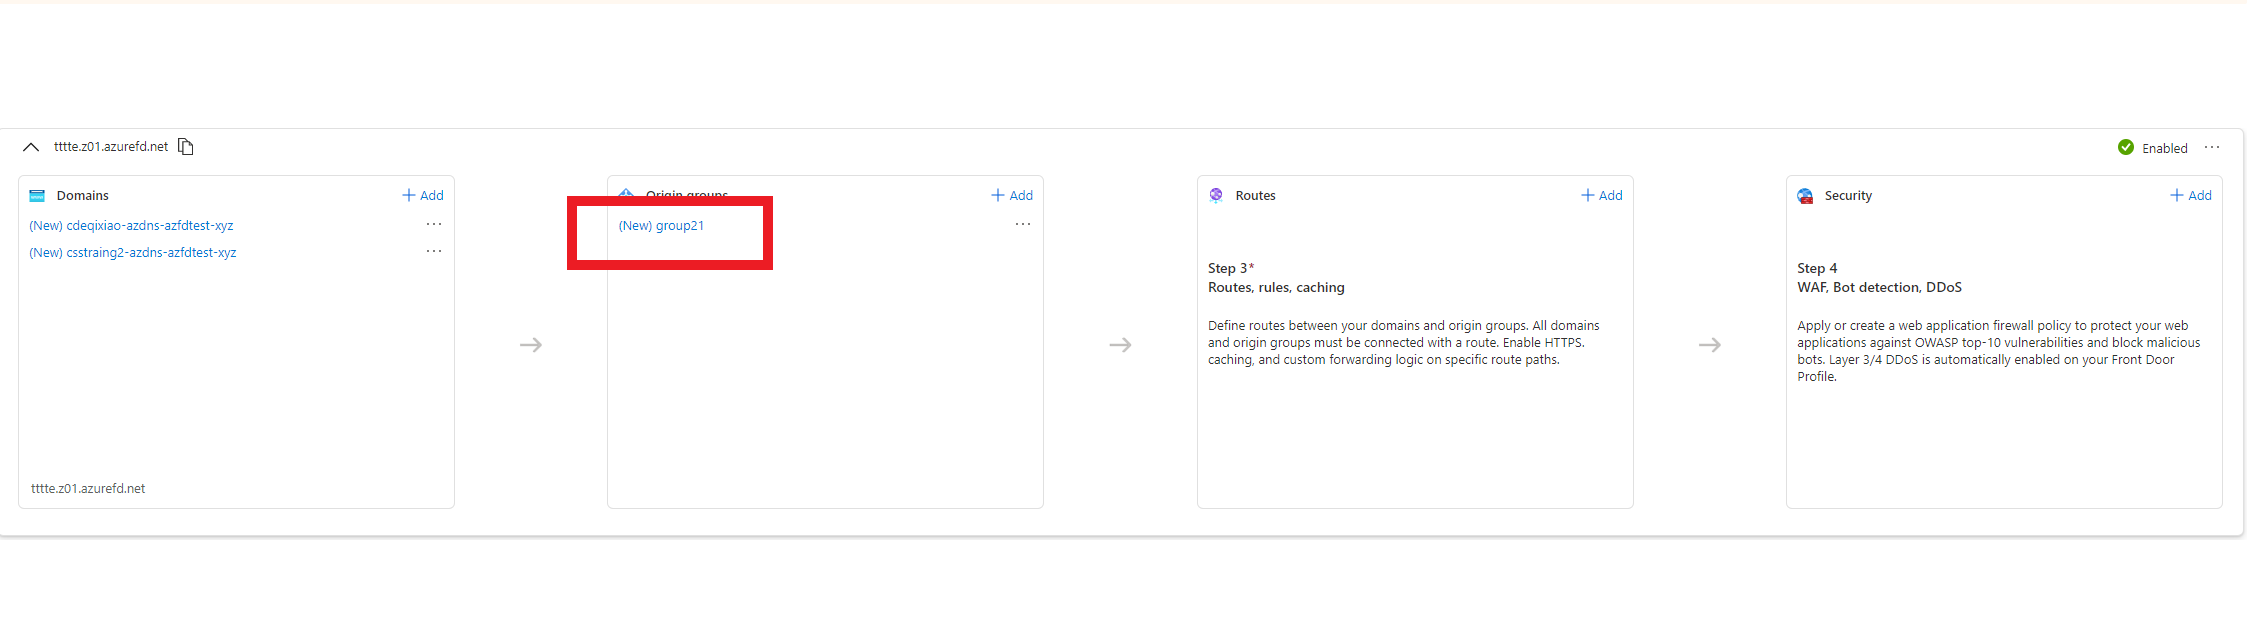 tttte.z01.azurefd.net
Enabled
Domains
Add
(New) cdeqixiao-azdns-azfdtest-xyz
(New) csstraing2-azdns-azfdtest-xyz
tttte.z01.azurefd.net
Origin groups
Add
(New) group21
Routes
Add
Step 3*
Routes, rules, caching
Define routes between your domains and origin groups. All domains
and origin groups must be connected with a route. Enable HTTPS.
caching, and custom forwarding logic on specific route paths.
Security
Add
Step 4
WAF, Bot detection, DDoS
Apply or create a web application firewall policy to protect your web
applications against OWASP top-10 vulnerabilities and block malicious
bots. Layer 3/4 DDoS is automatically enabled on your Front Door
Profile.